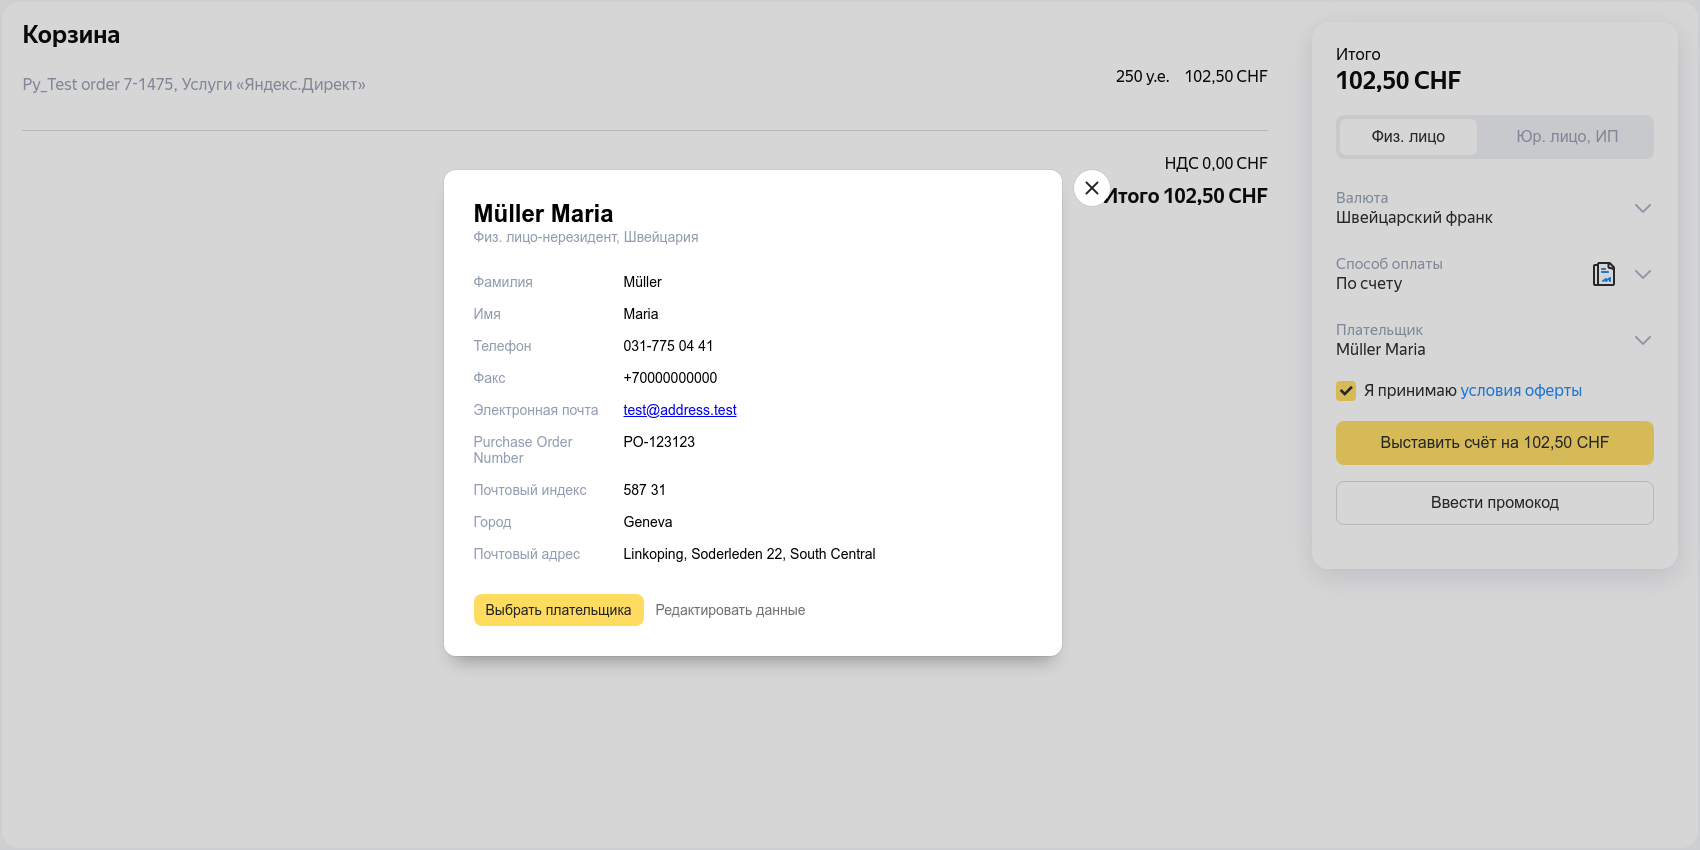 Корзина
Py_Test order 7-1475, Услуги «Яндекс.Директ»
250 у.е. 102,50 CHF
НДС 0,00 CHF
Итого 102,50 CHF
Müller Maria
Физ. лицо-нерезидент, Швейцария
Фамилия Müller
Имя Maria
Телефон 031-775 04 41
Факс +70000000000
Электронная почта test@address.test
Purchase Order PO-123123
Number
Почтовый индекс 587 31
Город Geneva
Почтовый адрес Linkoping, Soderleden 22, South Central
Выбрать плательщика Редактировать данные
Итого
102,50 CHF
Физ. лицо Юр. лицо, ИП
Валюта
Швейцарский франк
Способ оплаты
По счету
Плательщик
Müller Maria
Я принимаю условия оферты
Выставить счёт на 102,50 CHF
Ввести промокод